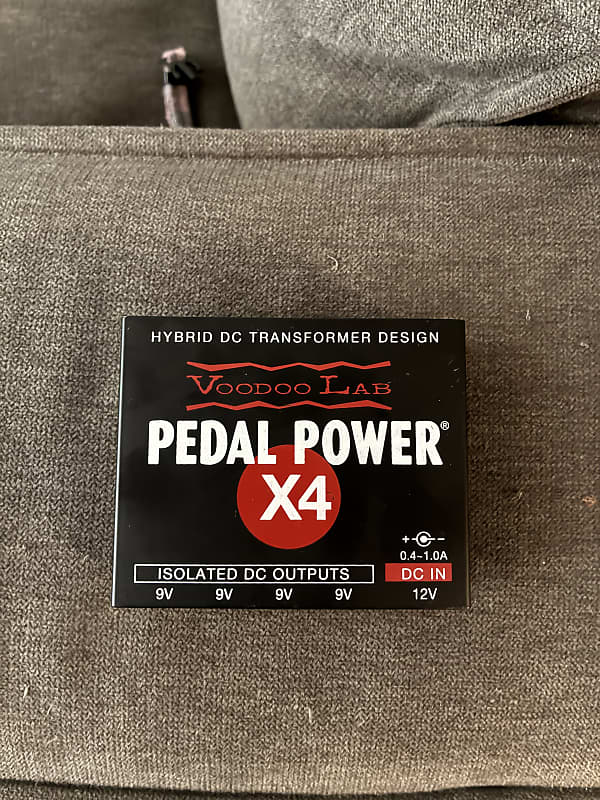 HYBRID DC TRANSFORMER DESIGN
VOODOO LAB
PEDAL POWER®
X4
+ -
0.4~1.0A
ISOLATED DC OUTPUTS DC IN
9V 9V 9V 9V 12V